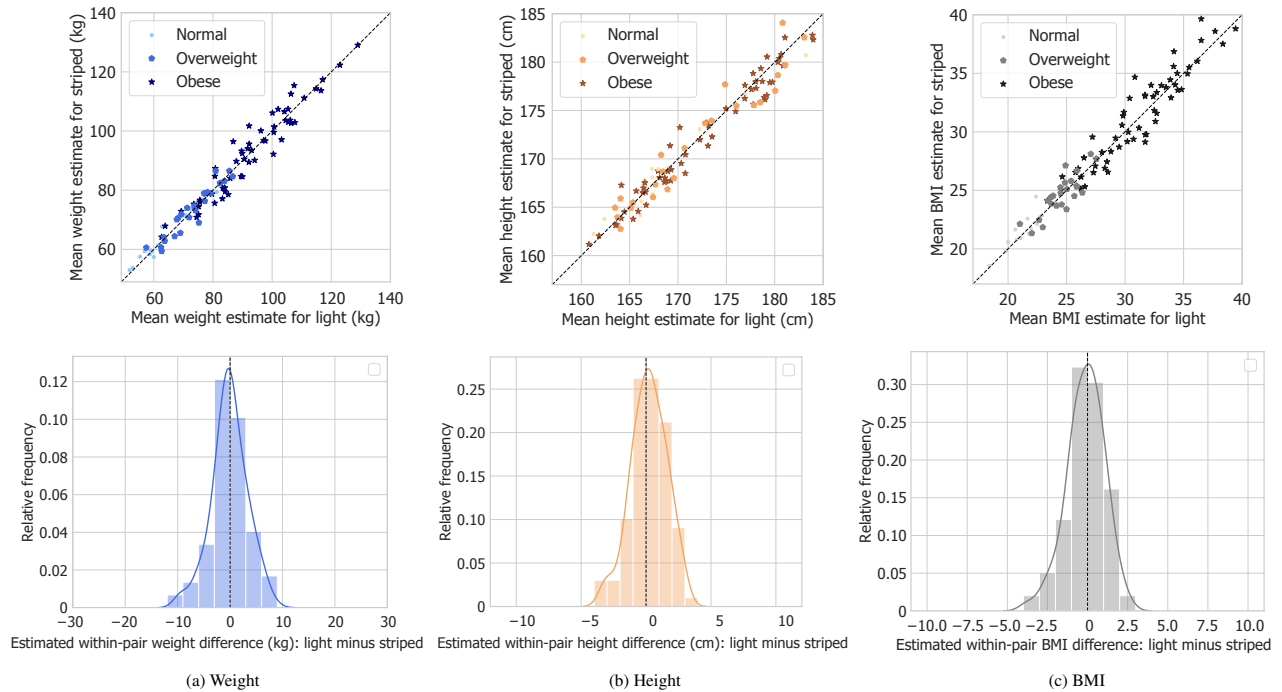 Mean weight estimate for striped (kg)
140
120
100
80
60
Normal
Overweight
Obese
60 80 100 120 140
Mean weight estimate for light (kg)
Mean height estimate for striped (cm)
185
180
175
170
165
160
Normal
Overweight
Obese
160 165 170 175 180 185
Mean height estimate for light (cm)
Mean BMI estimate for striped
40
35
30
25
20
Normal
Overweight
Obese
20 25 30 35 40
Mean BMI estimate for light
Relative frequency
0.12
0.10
0.08
0.06
0.04
0.02
0
−30 −20 −10 0 10 20 30
Estimated within-pair weight difference (kg): light minus striped
Relative frequency
0.25
0.20
0.15
0.10
0.05
0
−10 −5 0 5 10
Estimated within-pair height difference (cm): light minus striped
Relative frequency
0.30
0.25
0.20
0.15
0.10
0.05
0
−10.0 −7.5 −5.0 −2.5 0 2.5 5.0 7.5 10.0
Estimated within-pair BMI difference: light minus striped
(a) Weight
(b) Height
(c) BMI